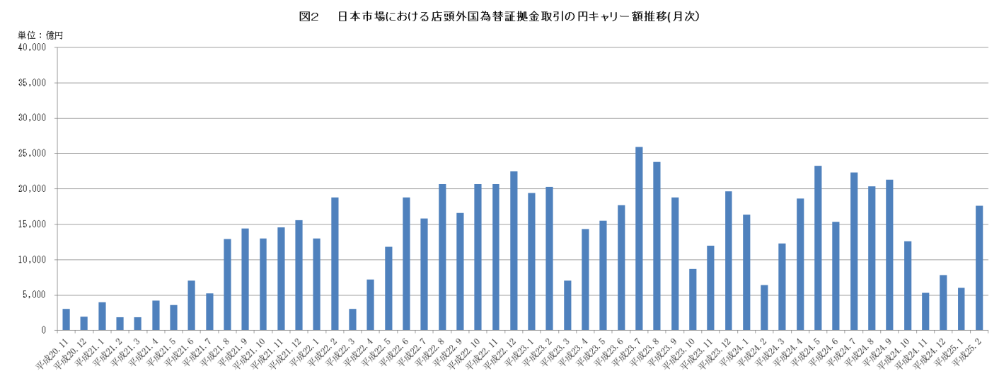 図2　日本市場における店頭外国為替証拠金取引の円キャリー額推移(月次)
単位：億円
40,000
35,000
30,000
25,000
20,000
15,000
10,000
5,000
0
平成20.11
平成20.12
平成21.1
平成21.2
平成21.3
平成21.4
平成21.5
平成21.6
平成21.7
平成21.8
平成21.9
平成21.10
平成21.11
平成21.12
平成22.1
平成22.2
平成22.3
平成22.4
平成22.5
平成22.6
平成22.7
平成22.8
平成22.9
平成22.10
平成22.11
平成22.12
平成23.1
平成23.2
平成23.3
平成23.4
平成23.5
平成23.6
平成23.7
平成23.8
平成23.9
平成23.10
平成23.11
平成23.12
平成24.1
平成24.2
平成24.3
平成24.4
平成24.5
平成24.6
平成24.7
平成24.8
平成24.9
平成24.10
平成24.11
平成24.12
平成25.1
平成25.2